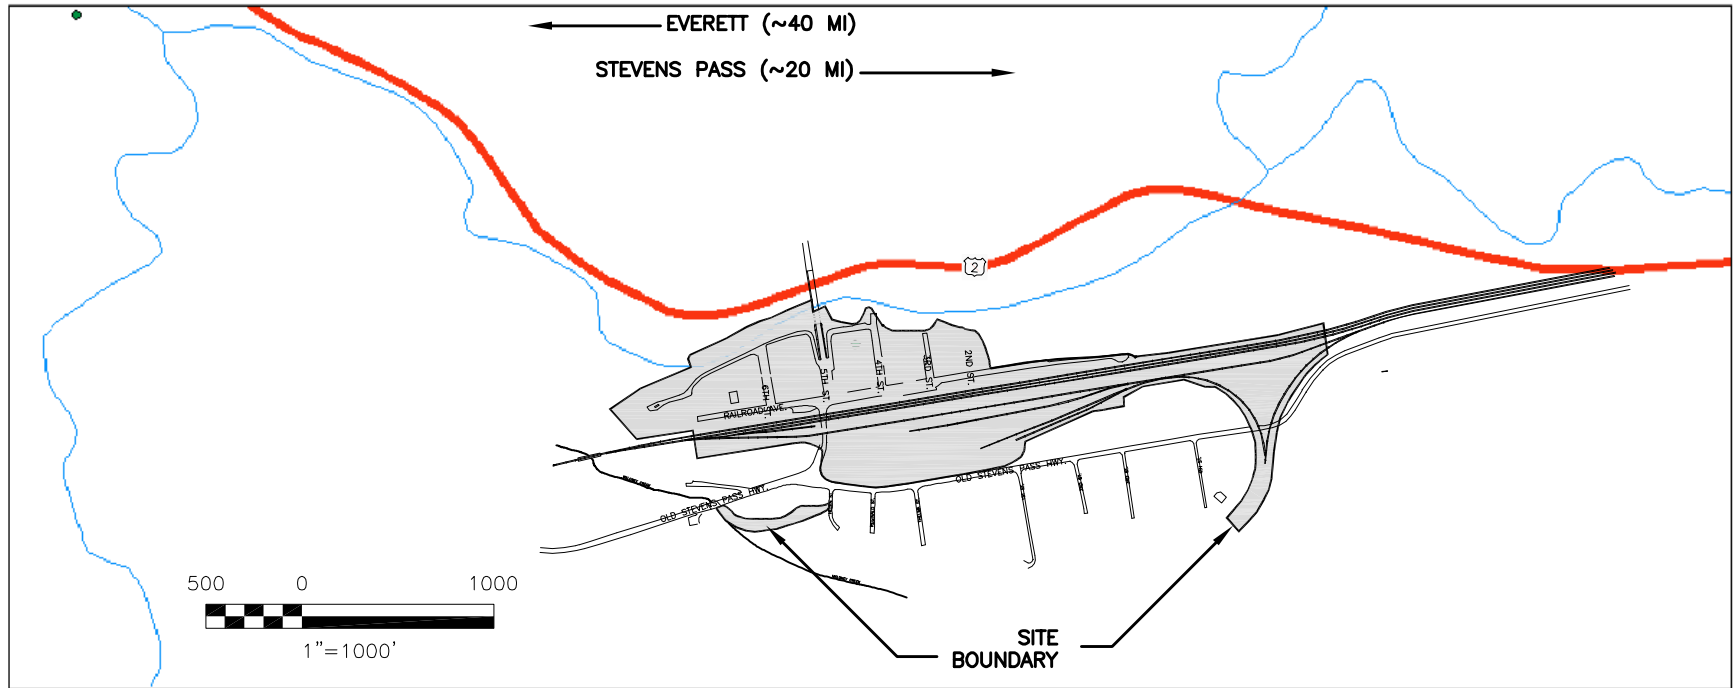 EVERETT (~40 MI)
STEVENS PASS (~20 MI)
2
2ND ST.
3RD ST.
4TH ST.
5TH ST.
6TH ST.
RAILROAD AVE.
OLD STEVENS PASS HWY.
OLD STEVENS PASS HWY.
500 0 1000
1"=1000'
SITE
BOUNDARY